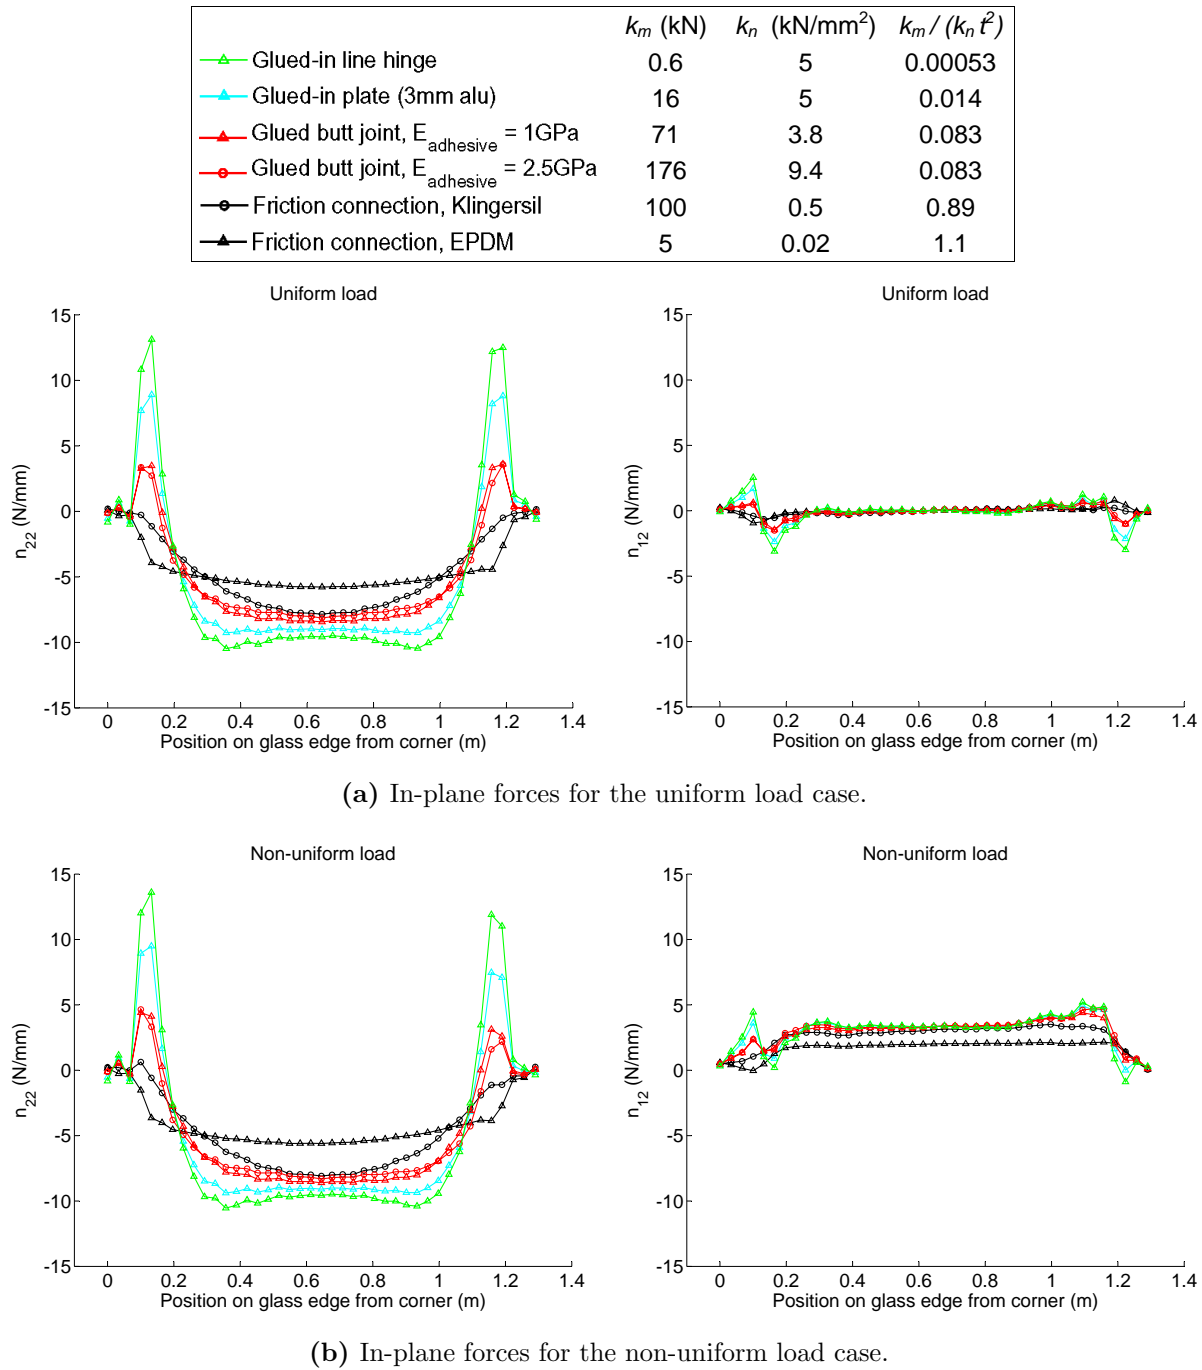 k_m (kN) k_n (kN/mm²) k_m / (k_n t²)
Glued-in line hinge 0.6 5 0.00053
Glued-in plate (3mm alu) 16 5 0.014
Glued butt joint, E_adhesive = 1GPa 71 3.8 0.083
Glued butt joint, E_adhesive = 2.5GPa 176 9.4 0.083
Friction connection, Klingersil 100 0.5 0.89
Friction connection, EPDM 5 0.02 1.1
Uniform load
15
10
5
0
-5
-10
-15
n_22 (N/mm)
0 0.2 0.4 0.6 0.8 1 1.2 1.4
Position on glass edge from corner (m)
Uniform load
15
10
5
0
-5
-10
-15
n_12 (N/mm)
0 0.2 0.4 0.6 0.8 1 1.2 1.4
Position on glass edge from corner (m)
(a) In-plane forces for the uniform load case.
Non-uniform load
15
10
5
0
-5
-10
-15
n_22 (N/mm)
0 0.2 0.4 0.6 0.8 1 1.2 1.4
Position on glass edge from corner (m)
Non-uniform load
15
10
5
0
-5
-10
-15
n_12 (N/mm)
0 0.2 0.4 0.6 0.8 1 1.2 1.4
Position on glass edge from corner (m)
(b) In-plane forces for the non-uniform load case.